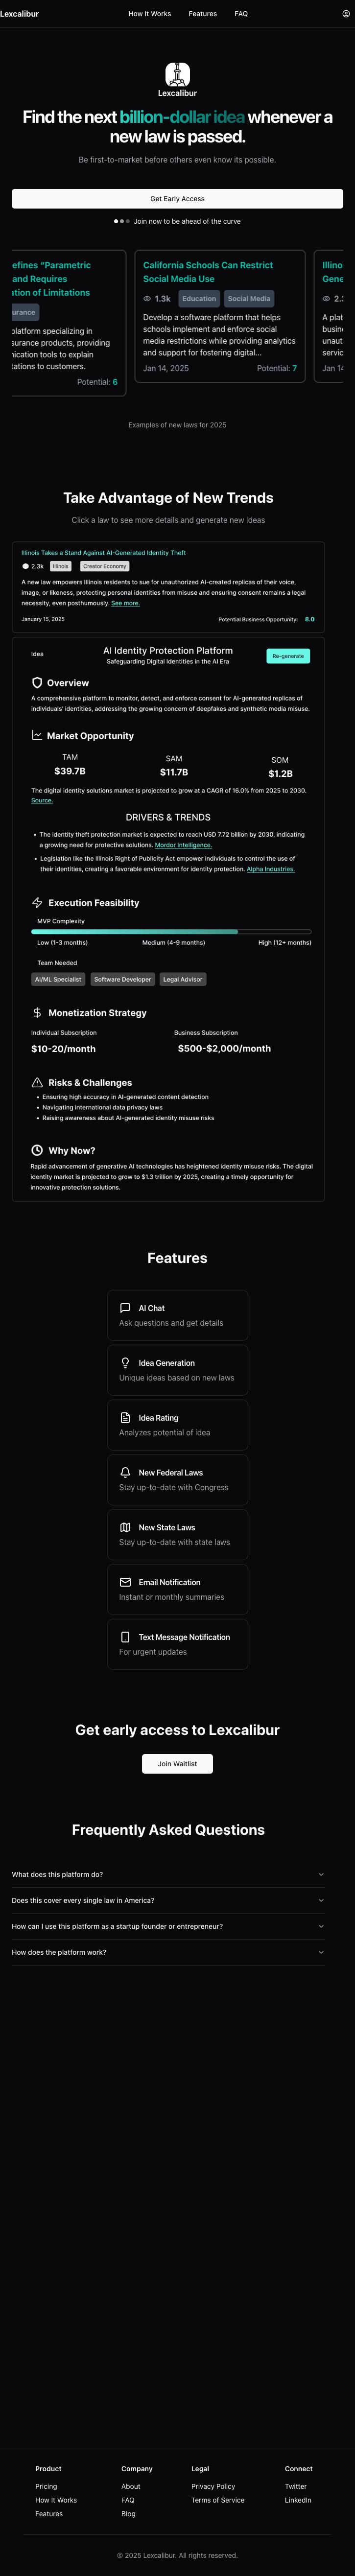 Lexcalibur
How It Works
Features
FAQ
Lexcalibur
Find the next billion-dollar idea whenever a
new law is passed.
Be first-to-market before others even know its possible.
Get Early Access
Join now to be ahead of the curve
efines "Parametric
and Requires
ation of Limitations
urance
platform specializing in
surance products, providing
ication tools to explain
tations to customers.
Potential: 6
California Schools Can Restrict
Social Media Use
1.3k
Education
Social Media
Develop a software platform that helps
schools implement and enforce social
media restrictions while providing analytics
and support for fostering digital...
Jan 14, 2025
Potential: 7
Illino
Gene
2.
A plat
busine
unaut
servic
Jan 14
Examples of new laws for 2025
Take Advantage of New Trends
Click a law to see more details and generate new ideas
Illinois Takes a Stand Against AI-Generated Identity Theft
2.3k
Illinois
Creator Economy
A new law empowers Illinois residents to sue for unauthorized AI-created replicas of their voice,
image, or likeness, protecting personal identities from misuse and ensuring consent remains a legal
necessity, even posthumously. See more.
January 15, 2025
Potential Business Opportunity: 8.0
Idea
AI Identity Protection Platform
Safeguarding Digital Identities in the AI Era
Re-generate
Overview
A comprehensive platform to monitor, detect, and enforce consent for AI-generated replicas of
individuals' identities, addressing the growing concern of deepfakes and synthetic media misuse.
Market Opportunity
TAM
$39.7B
SAM
$11.7B
SOM
$1.2B
The digital identity solutions market is projected to grow at a CAGR of 16.0% from 2025 to 2030.
Source.
DRIVERS & TRENDS
• The identity theft protection market is expected to reach USD 7.72 billion by 2030, indicating
a growing need for protective solutions. Mordor Intelligence.
• Legislation like the Illinois Right of Publicity Act empower individuals to control the use of
their identities, creating a favorable environment for identity protection. Alpha Industries.
Execution Feasibility
MVP Complexity
Low (1-3 months)
Medium (4-9 months)
High (12+ months)
Team Needed
AI/ML Specialist
Software Developer
Legal Advisor
Monetization Strategy
Individual Subscription
$10-20/month
Business Subscription
$500-$2,000/month
Risks & Challenges
• Ensuring high accuracy in AI-generated content detection
• Navigating international data privacy laws
• Raising awareness about AI-generated identity misuse risks
Why Now?
Rapid advancement of generative AI technologies has heightened identity misuse risks. The digital
identity market is projected to grow to $1.3 trillion by 2025, creating a timely opportunity for
innovative protection solutions.
Features
AI Chat
Ask questions and get details
Idea Generation
Unique ideas based on new laws
Idea Rating
Analyzes potential of idea
New Federal Laws
Stay up-to-date with Congress
New State Laws
Stay up-to-date with state laws
Email Notification
Instant or monthly summaries
Text Message Notification
For urgent updates
Get early access to Lexcalibur
Join Waitlist
Frequently Asked Questions
What does this platform do?
Does this cover every single law in America?
How can I use this platform as a startup founder or entrepreneur?
How does the platform work?
Product
Pricing
How It Works
Features
Company
About
FAQ
Blog
Legal
Privacy Policy
Terms of Service
Connect
Twitter
LinkedIn
© 2025 Lexcalibur. All rights reserved.